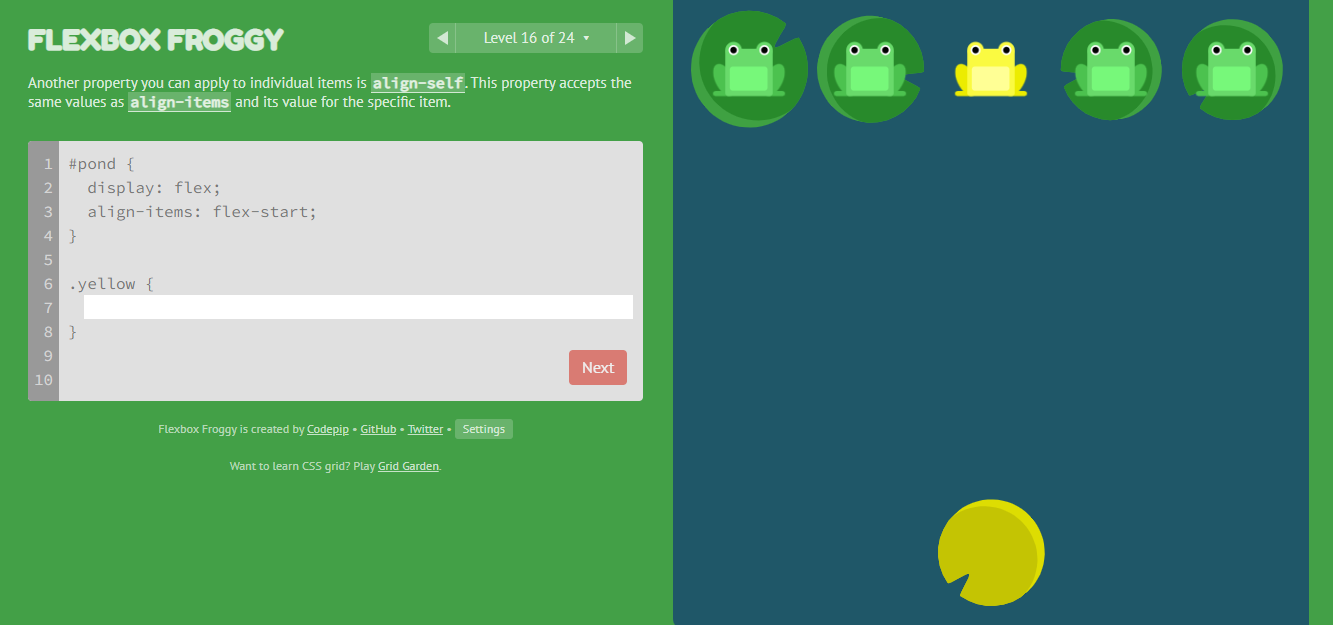 FLEXBOX FROGGY
◀ Level 16 of 24 ▾ ▶
Another property you can apply to individual items is align-self. This property accepts the
same values as align-items and its value for the specific item.
1 #pond {
2   display: flex;
3   align-items: flex-start;
4 }
5
6 .yellow {
7
8 }
9
10
Next
Flexbox Froggy is created by Codepip • GitHub • Twitter • Settings
Want to learn CSS grid? Play Grid Garden.